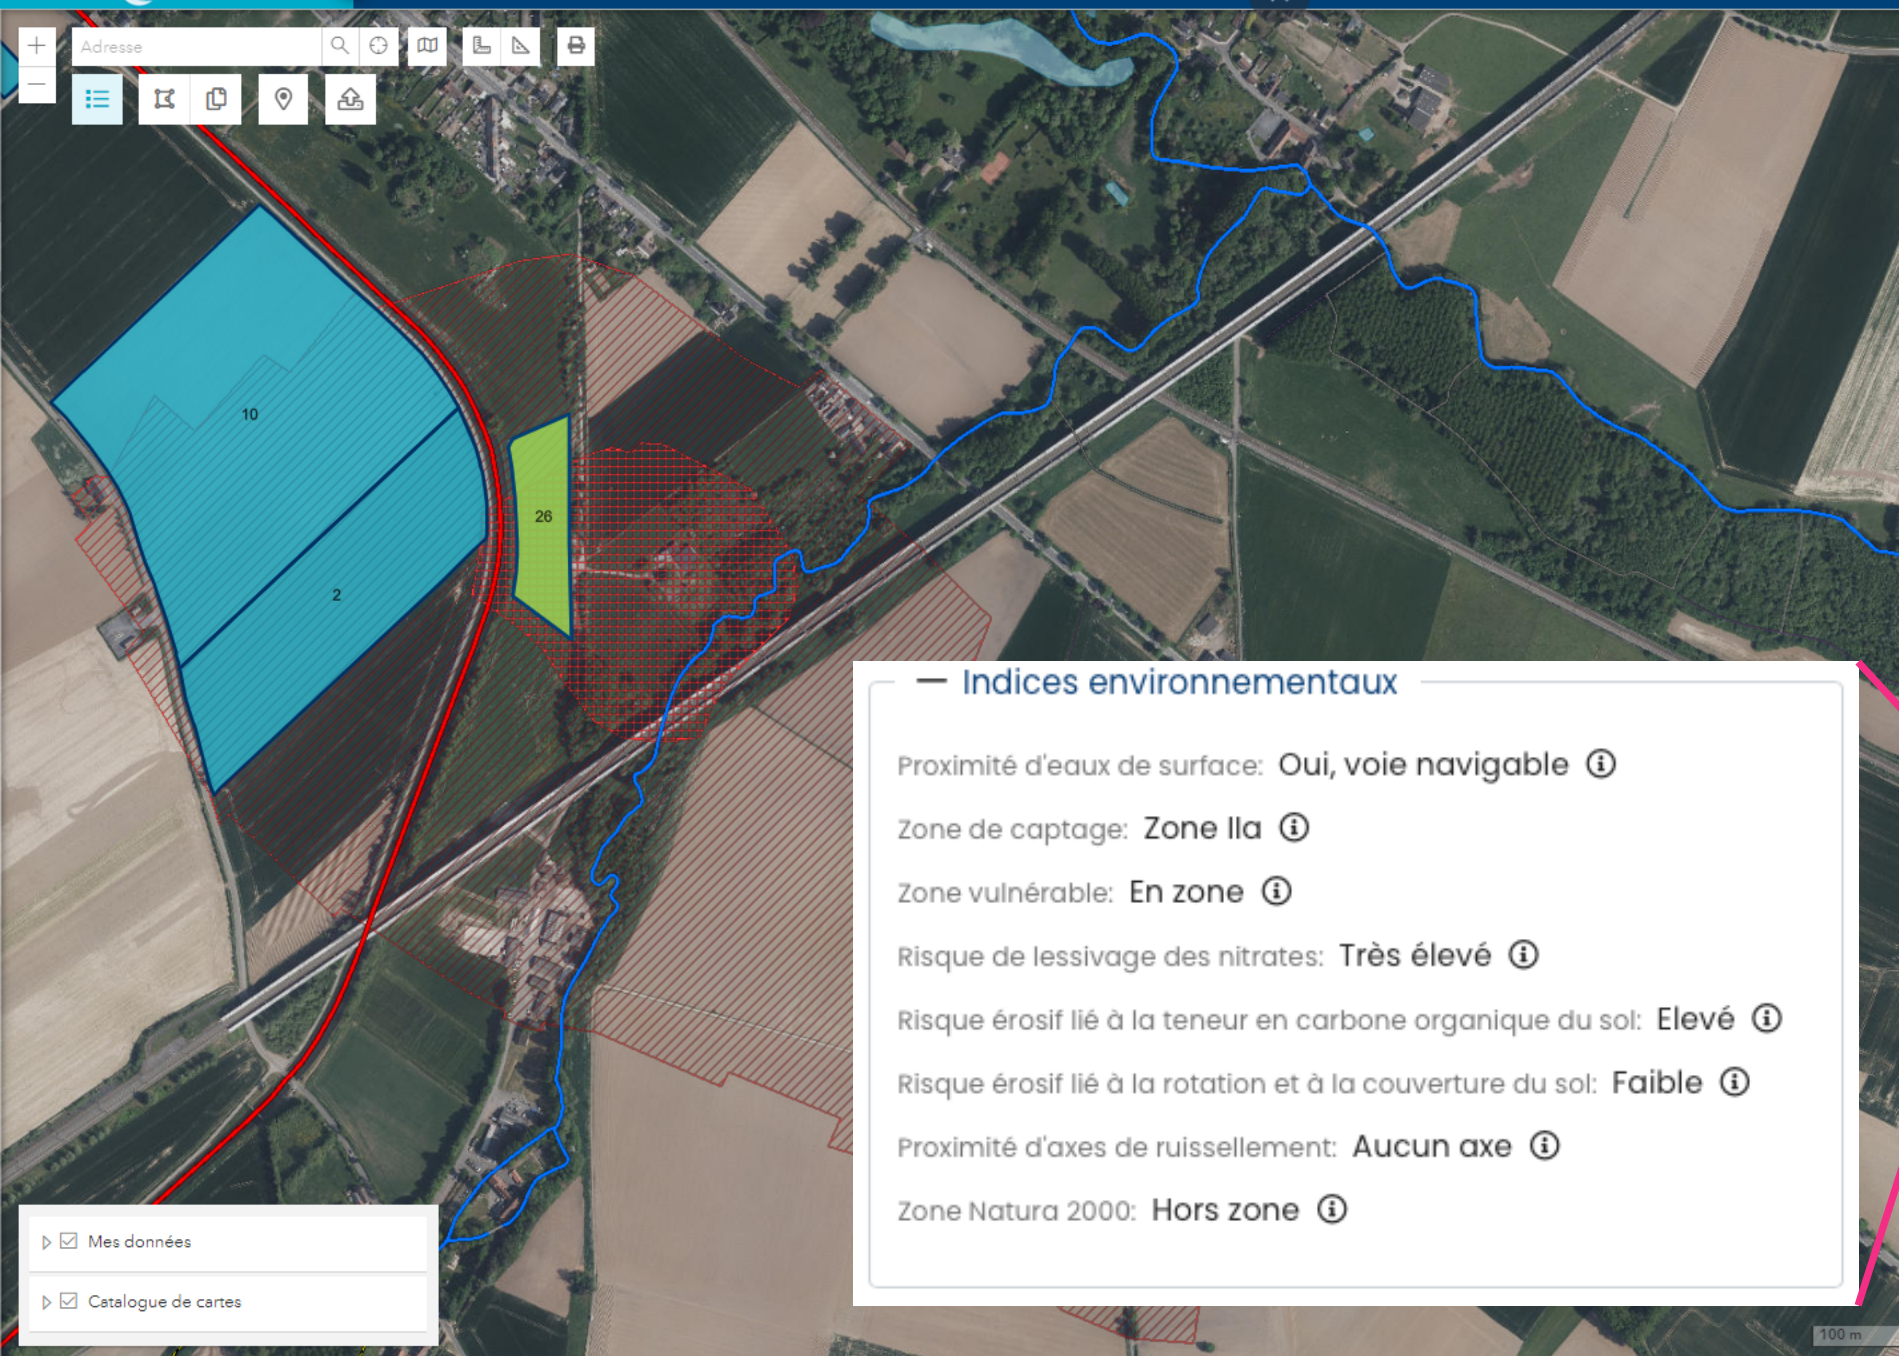 Adresse
10
26
2
Indices environnementaux
Proximité d'eaux de surface: Oui, voie navigable
Zone de captage: Zone IIa
Zone vulnérable: En zone
Risque de lessivage des nitrates: Très élevé
Risque érosif lié à la teneur en carbone organique du sol: Elevé
Risque érosif lié à la rotation et à la couverture du sol: Faible
Proximité d'axes de ruissellement: Aucun axe
Zone Natura 2000: Hors zone
Mes données
Catalogue de cartes
100 m